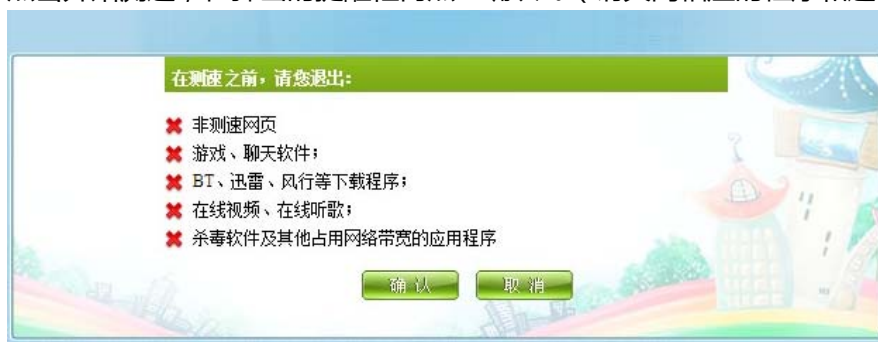 在测速之前，请您退出：
非测速网页
游戏、聊天软件；
BT、迅雷、风行等下载程序；
在线视频、在线听歌；
杀毒软件及其他占用网络带宽的应用程序
确 认
取 消